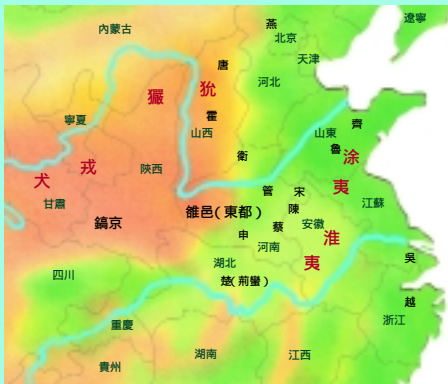 遼寧
燕
內蒙古
北京
天津
唐
河北
獫
狁
霍
寧夏
山西
齊
山東
魯
衛
涂
戎
陝西
犬
甘肅
管
宋
夷
江蘇
陳
雒邑(東都)
鎬京
安徽
蔡
申
淮
河南
吳
湖北
夷
四川
楚(荊蠻)
越
浙江
重慶
湖南
江西
貴州